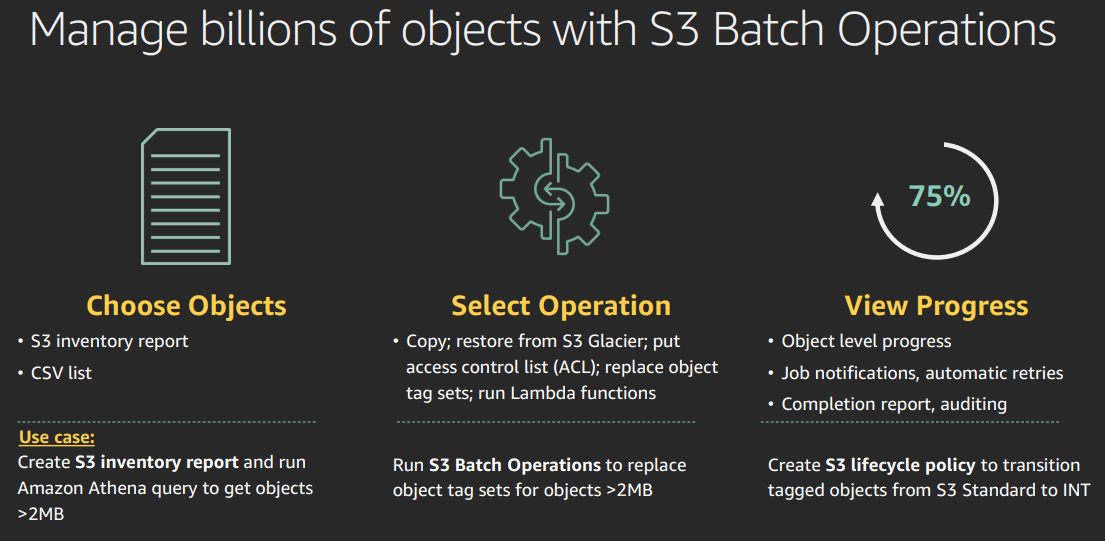 Manage billions of objects with S3 Batch Operations
Choose Objects
• S3 inventory report
• CSV list
Use case:
Create S3 inventory report and run
Amazon Athena query to get objects
>2MB
Select Operation
• Copy; restore from S3 Glacier; put
access control list (ACL); replace object
tag sets; run Lambda functions
Run S3 Batch Operations to replace
object tag sets for objects >2MB
75%
View Progress
• Object level progress
• Job notifications, automatic retries
• Completion report, auditing
Create S3 lifecycle policy to transition
tagged objects from S3 Standard to INT